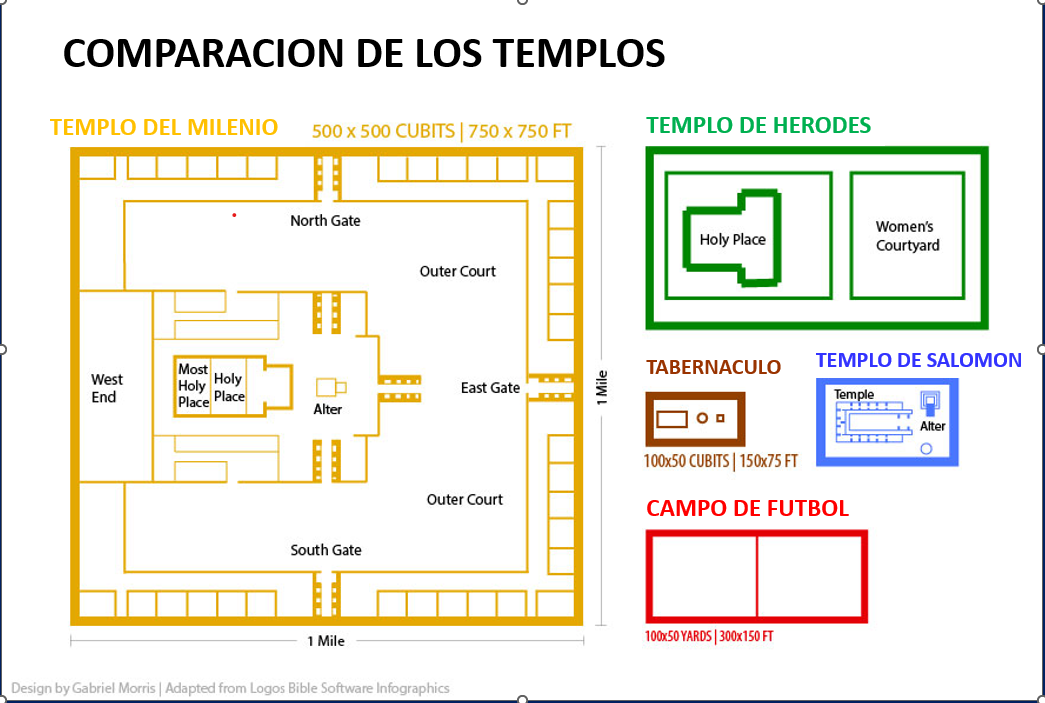 COMPARACION DE LOS TEMPLOS
TEMPLO DEL MILENIO
500 x 500 CUBITS | 750 x 750 FT
North Gate
Outer Court
West
End
Most
Holy
Place
Holy
Place
Alter
East Gate
1 Mile
Outer Court
South Gate
1 Mile
TEMPLO DE HERODES
Holy Place
Women's
Courtyard
TABERNACULO
100x50 CUBITS | 150x75 FT
TEMPLO DE SALOMON
Temple
Alter
CAMPO DE FUTBOL
100x50 YARDS | 300x150 FT
Design by Gabriel Morris | Adapted from Logos Bible Software Infographics